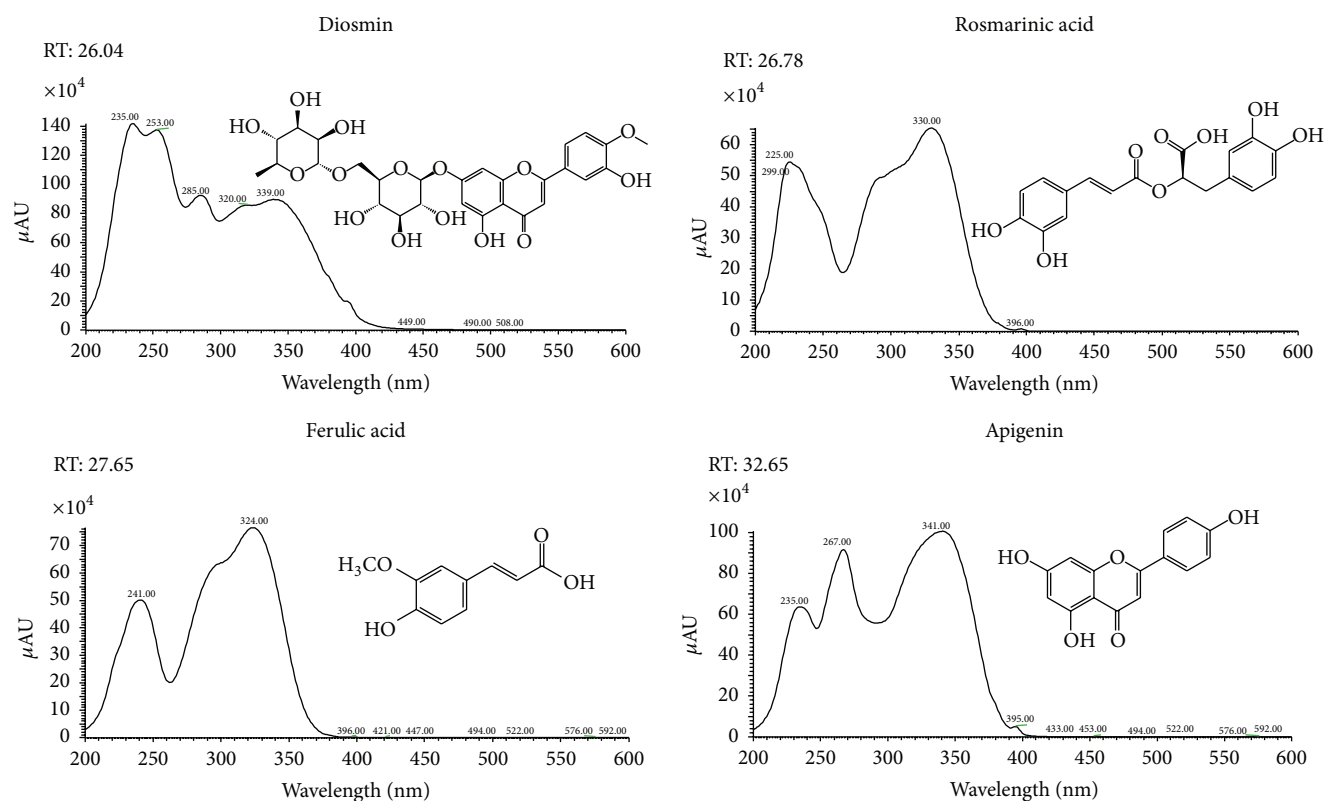 Diosmin
RT: 26.04
×10⁴
140
120
100
80
60
40
20
0
μAU
235.00
253.00
285.00
320.00
339.00
449.00
490.00
508.00
OH
HO
OH
O
O
O
O
O
O
OH
HO
OH
OH
OH
O
200 250 300 350 400 450 500 550 600
Wavelength (nm)
Rosmarinic acid
RT: 26.78
×10⁴
60
50
40
30
20
10
0
μAU
225.00
299.00
330.00
396.00
OH
OH
O
OH
O
O
HO
OH
200 250 300 350 400 450 500 550 600
Wavelength (nm)
Ferulic acid
RT: 27.65
×10⁴
70
60
50
40
30
20
10
0
μAU
241.00
324.00
396.00
421.00
447.00
494.00
522.00
576.00
592.00
O
H₃CO
OH
HO
200 250 300 350 400 450 500 550 600
Wavelength (nm)
Apigenin
RT: 32.65
×10⁴
100
80
60
40
20
0
μAU
235.00
267.00
341.00
395.00
433.00
453.00
494.00
522.00
576.00
592.00
OH
HO
O
OH
O
200 250 300 350 400 450 500 550 600
Wavelength (nm)